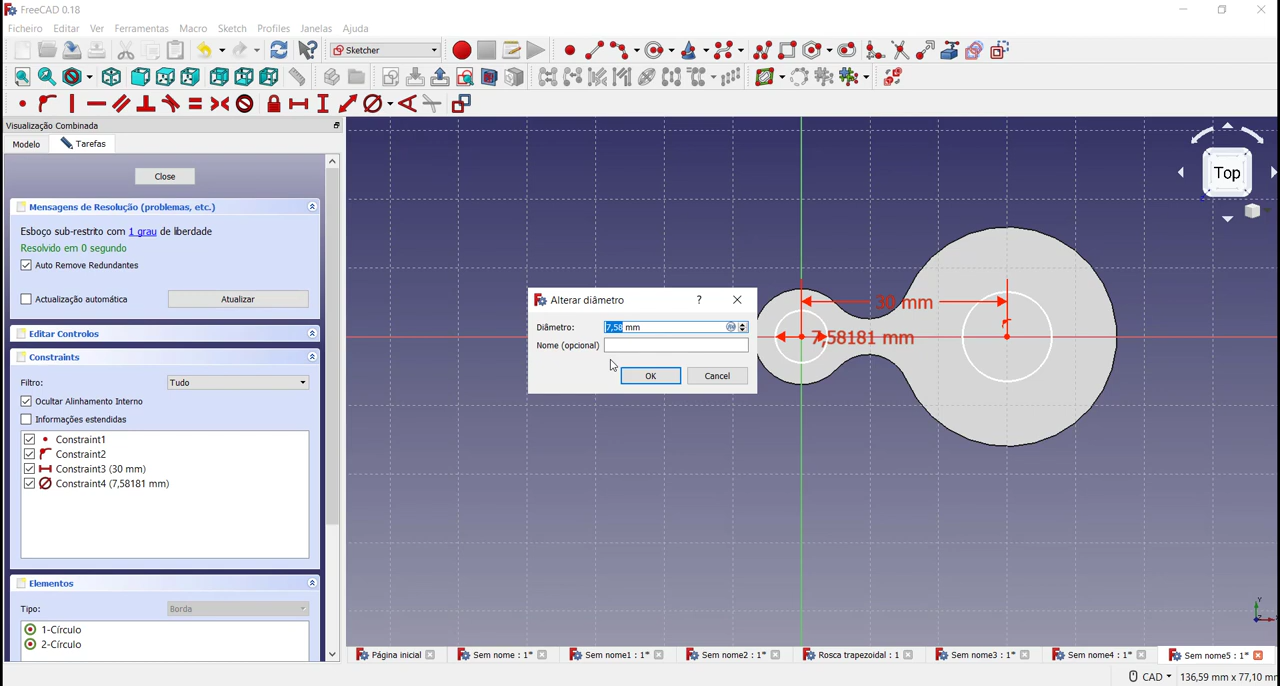 FreeCAD 0.18
Ficheiro Editar Ver Ferramentas Macro Sketch Profiles Janelas Ajuda
Sketcher
Visualização Combinada
Modelo Tarefas
Close
Mensagens de Resolução (problemas, etc.)
Esboço sub-restrito com 1 grau de liberdade
Resolvido em 0 segundo
Auto Remove Redundantes
Actualização automática Atualizar
Editar Controlos
Constraints
Filtro: Tudo
Ocultar Alinhamento Interno
Informações estendidas
Constraint1
Constraint2
Constraint3 (30 mm)
Constraint4 (7,58181 mm)
Elementos
Tipo: Borda
1-Círculo
2-Círculo
Alterar diâmetro ?
Diâmetro: 7,58 mm
Nome (opcional)
OK Cancel
30 mm
7,58181 mm
Top
Y
Página inicial Sem nome : 1* Sem nome1 : 1* Sem nome2 : 1* Rosca trapezoidal : 1 Sem nome3 : 1* Sem nome4 : 1* Sem nome5 : 1*
CAD 136,59 mm x 77,10 mm